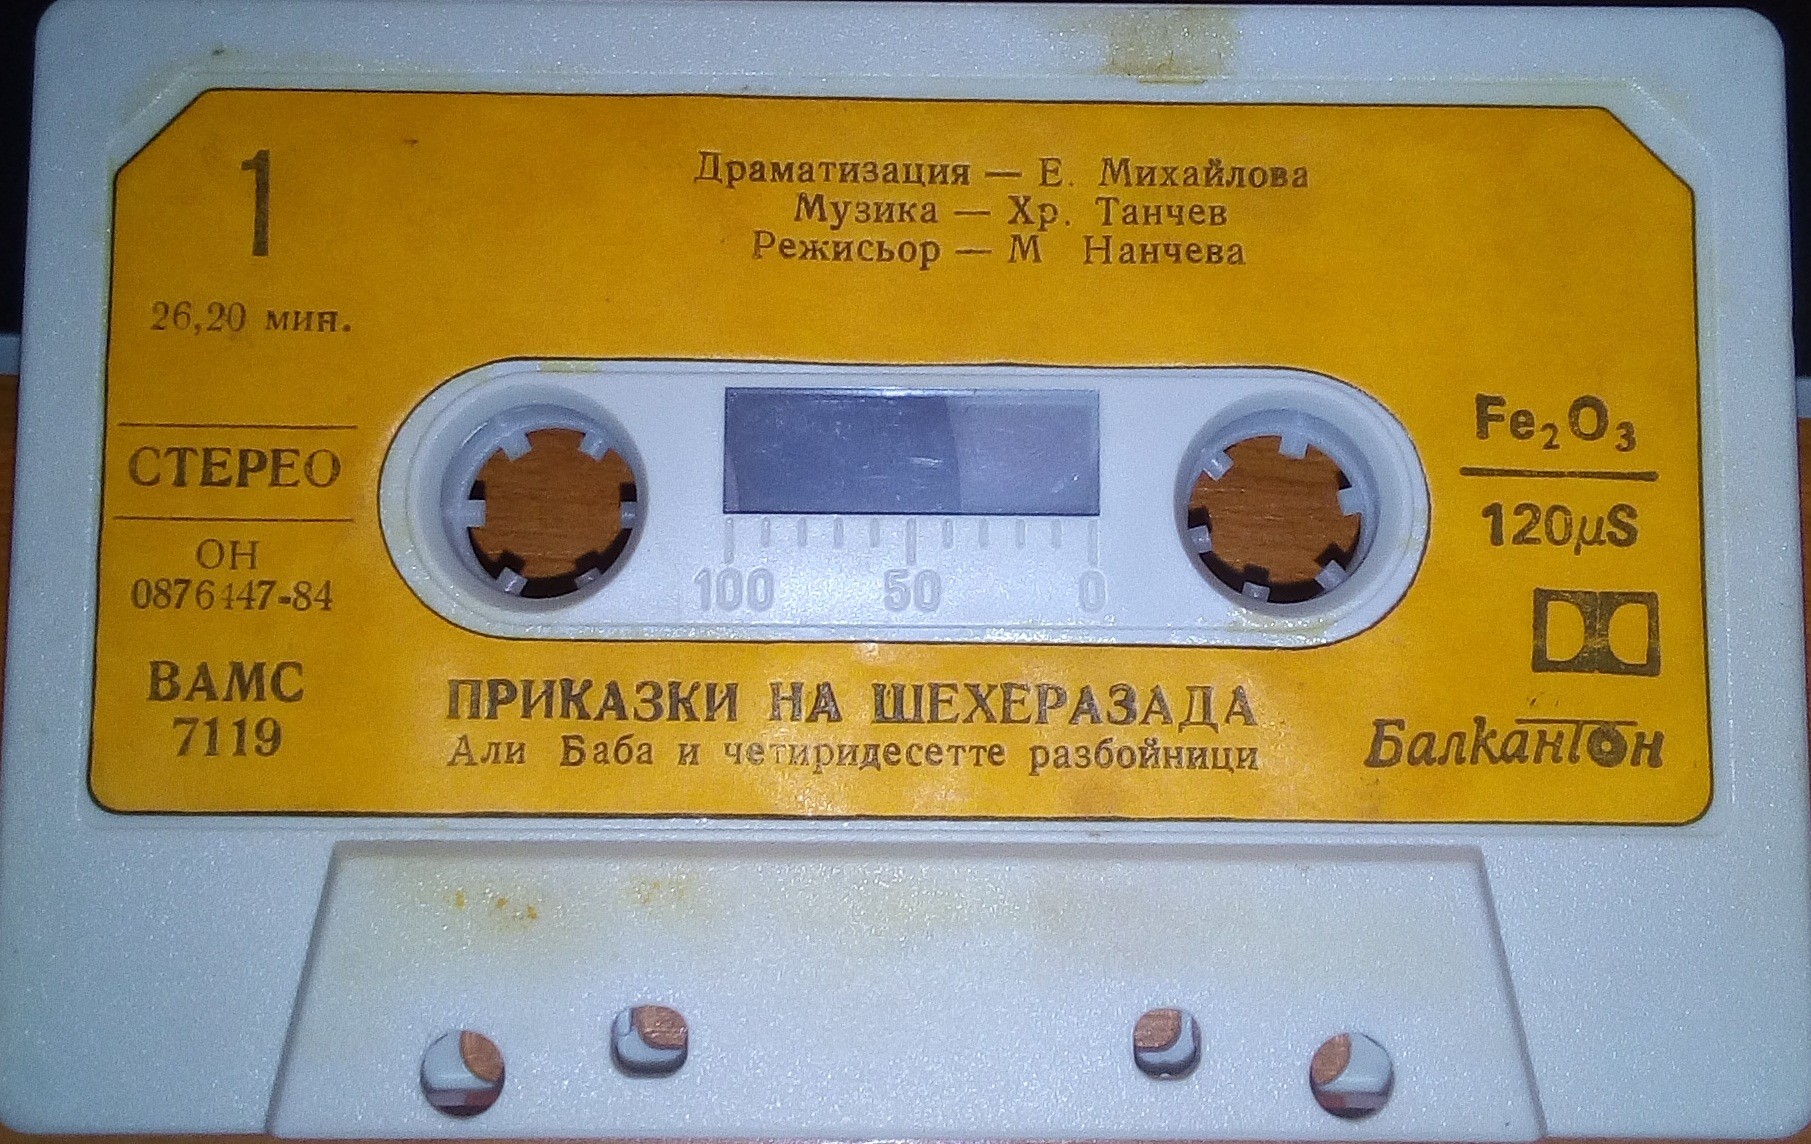 1
Драматизация — Е. Михайлова
Музика — Хр. Танчев
Режисьор — М Нанчева
26,20 мин.
СТЕРЕО
ОН
0876447-84
ВАМС
7119
100 50 0
Fe₂O₃
120µS
ПРИКАЗКИ НА ШЕХЕРАЗАДА
Али Баба и четиридесетте разбойници
Балкантон